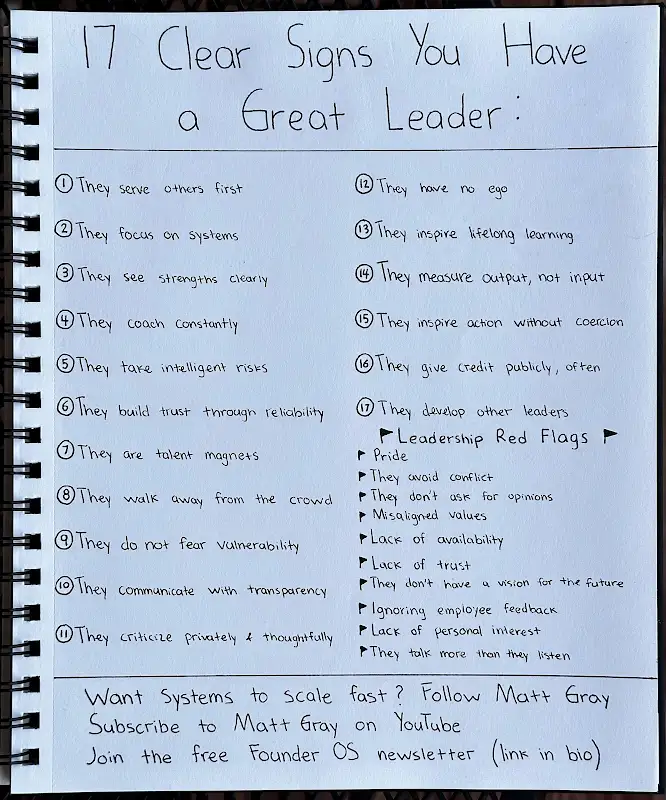 17 Clear Signs You Have
a Great Leader:
1 They serve others first
2 They focus on systems
3 They see strengths clearly
4 They coach constantly
5 They take intelligent risks
6 They build trust through reliability
7 They are talent magnets
8 They walk away from the crowd
9 They do not fear vulnerability
10 They communicate with transparency
11 They criticize privately & thoughtfully
12 They have no ego
13 They inspire lifelong learning
14 They measure output, not input
15 They inspire action without coercion
16 They give credit publicly, often
17 They develop other leaders
Leadership Red Flags
Pride
They avoid conflict
They don't ask for opinions
Misaligned values
Lack of availability
Lack of trust
They don't have a vision for the future
Ignoring employee feedback
Lack of personal interest
They talk more than they listen
Want Systems to scale fast? Follow Matt Gray
Subscribe to Matt Gray on YouTube
Join the free Founder OS newsletter (link in bio)